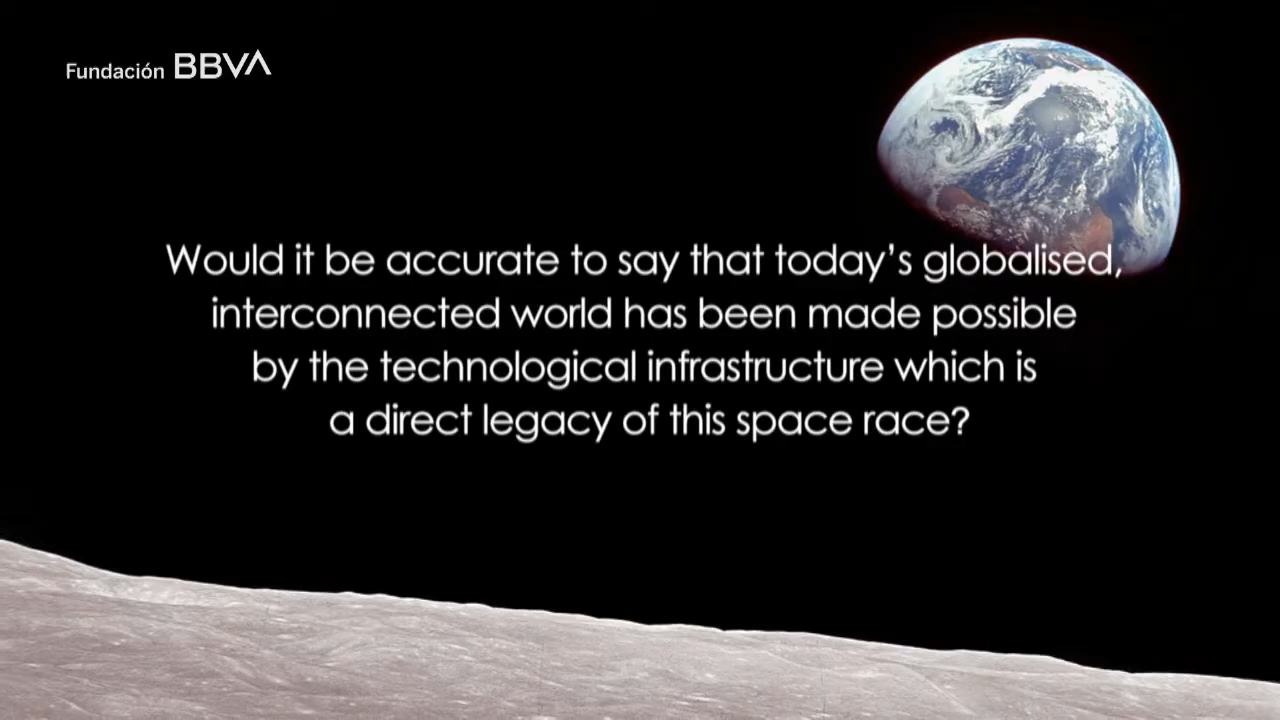 Fundación BBVA
Would it be accurate to say that today’s globalised,
interconnected world has been made possible
by the technological infrastructure which is
a direct legacy of this space race?